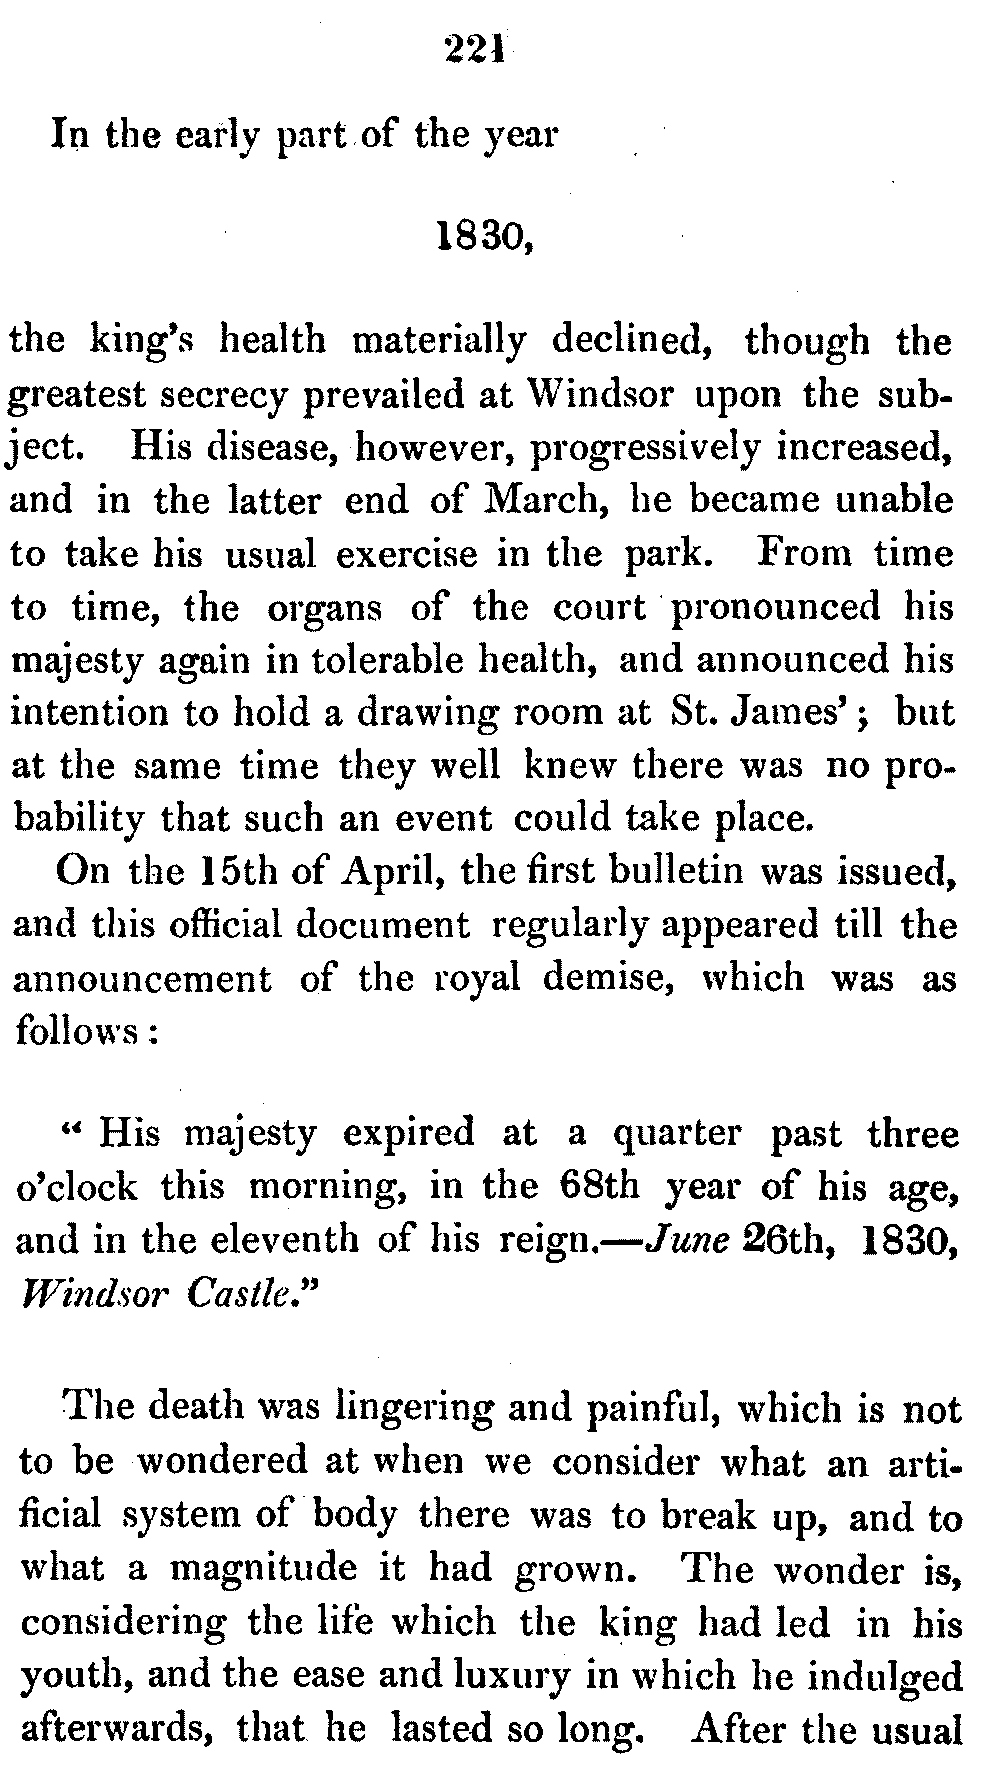 221
In the early part of the year
1830,
the king's health materially declined, though the
greatest secrecy prevailed at Windsor upon the sub-
ject. His disease, however, progressively increased,
and in the latter end of March, he became unable
to take his usual exercise in the park. From time
to time, the organs of the court pronounced his
majesty again in tolerable health, and announced his
intention to hold a drawing room at St. James'; but
at the same time they well knew there was no pro-
bability that such an event could take place.
On the 15th of April, the first bulletin was issued,
and this official document regularly appeared till the
announcement of the royal demise, which was as
follows:
“ His majesty expired at a quarter past three
o'clock this morning, in the 68th year of his age,
and in the eleventh of his reign.—June 26th, 1830,
Windsor Castle.”
The death was lingering and painful, which is not
to be wondered at when we consider what an arti-
ficial system of body there was to break up, and to
what a magnitude it had grown. The wonder is,
considering the life which the king had led in his
youth, and the ease and luxury in which he indulged
afterwards, that he lasted so long. After the usual